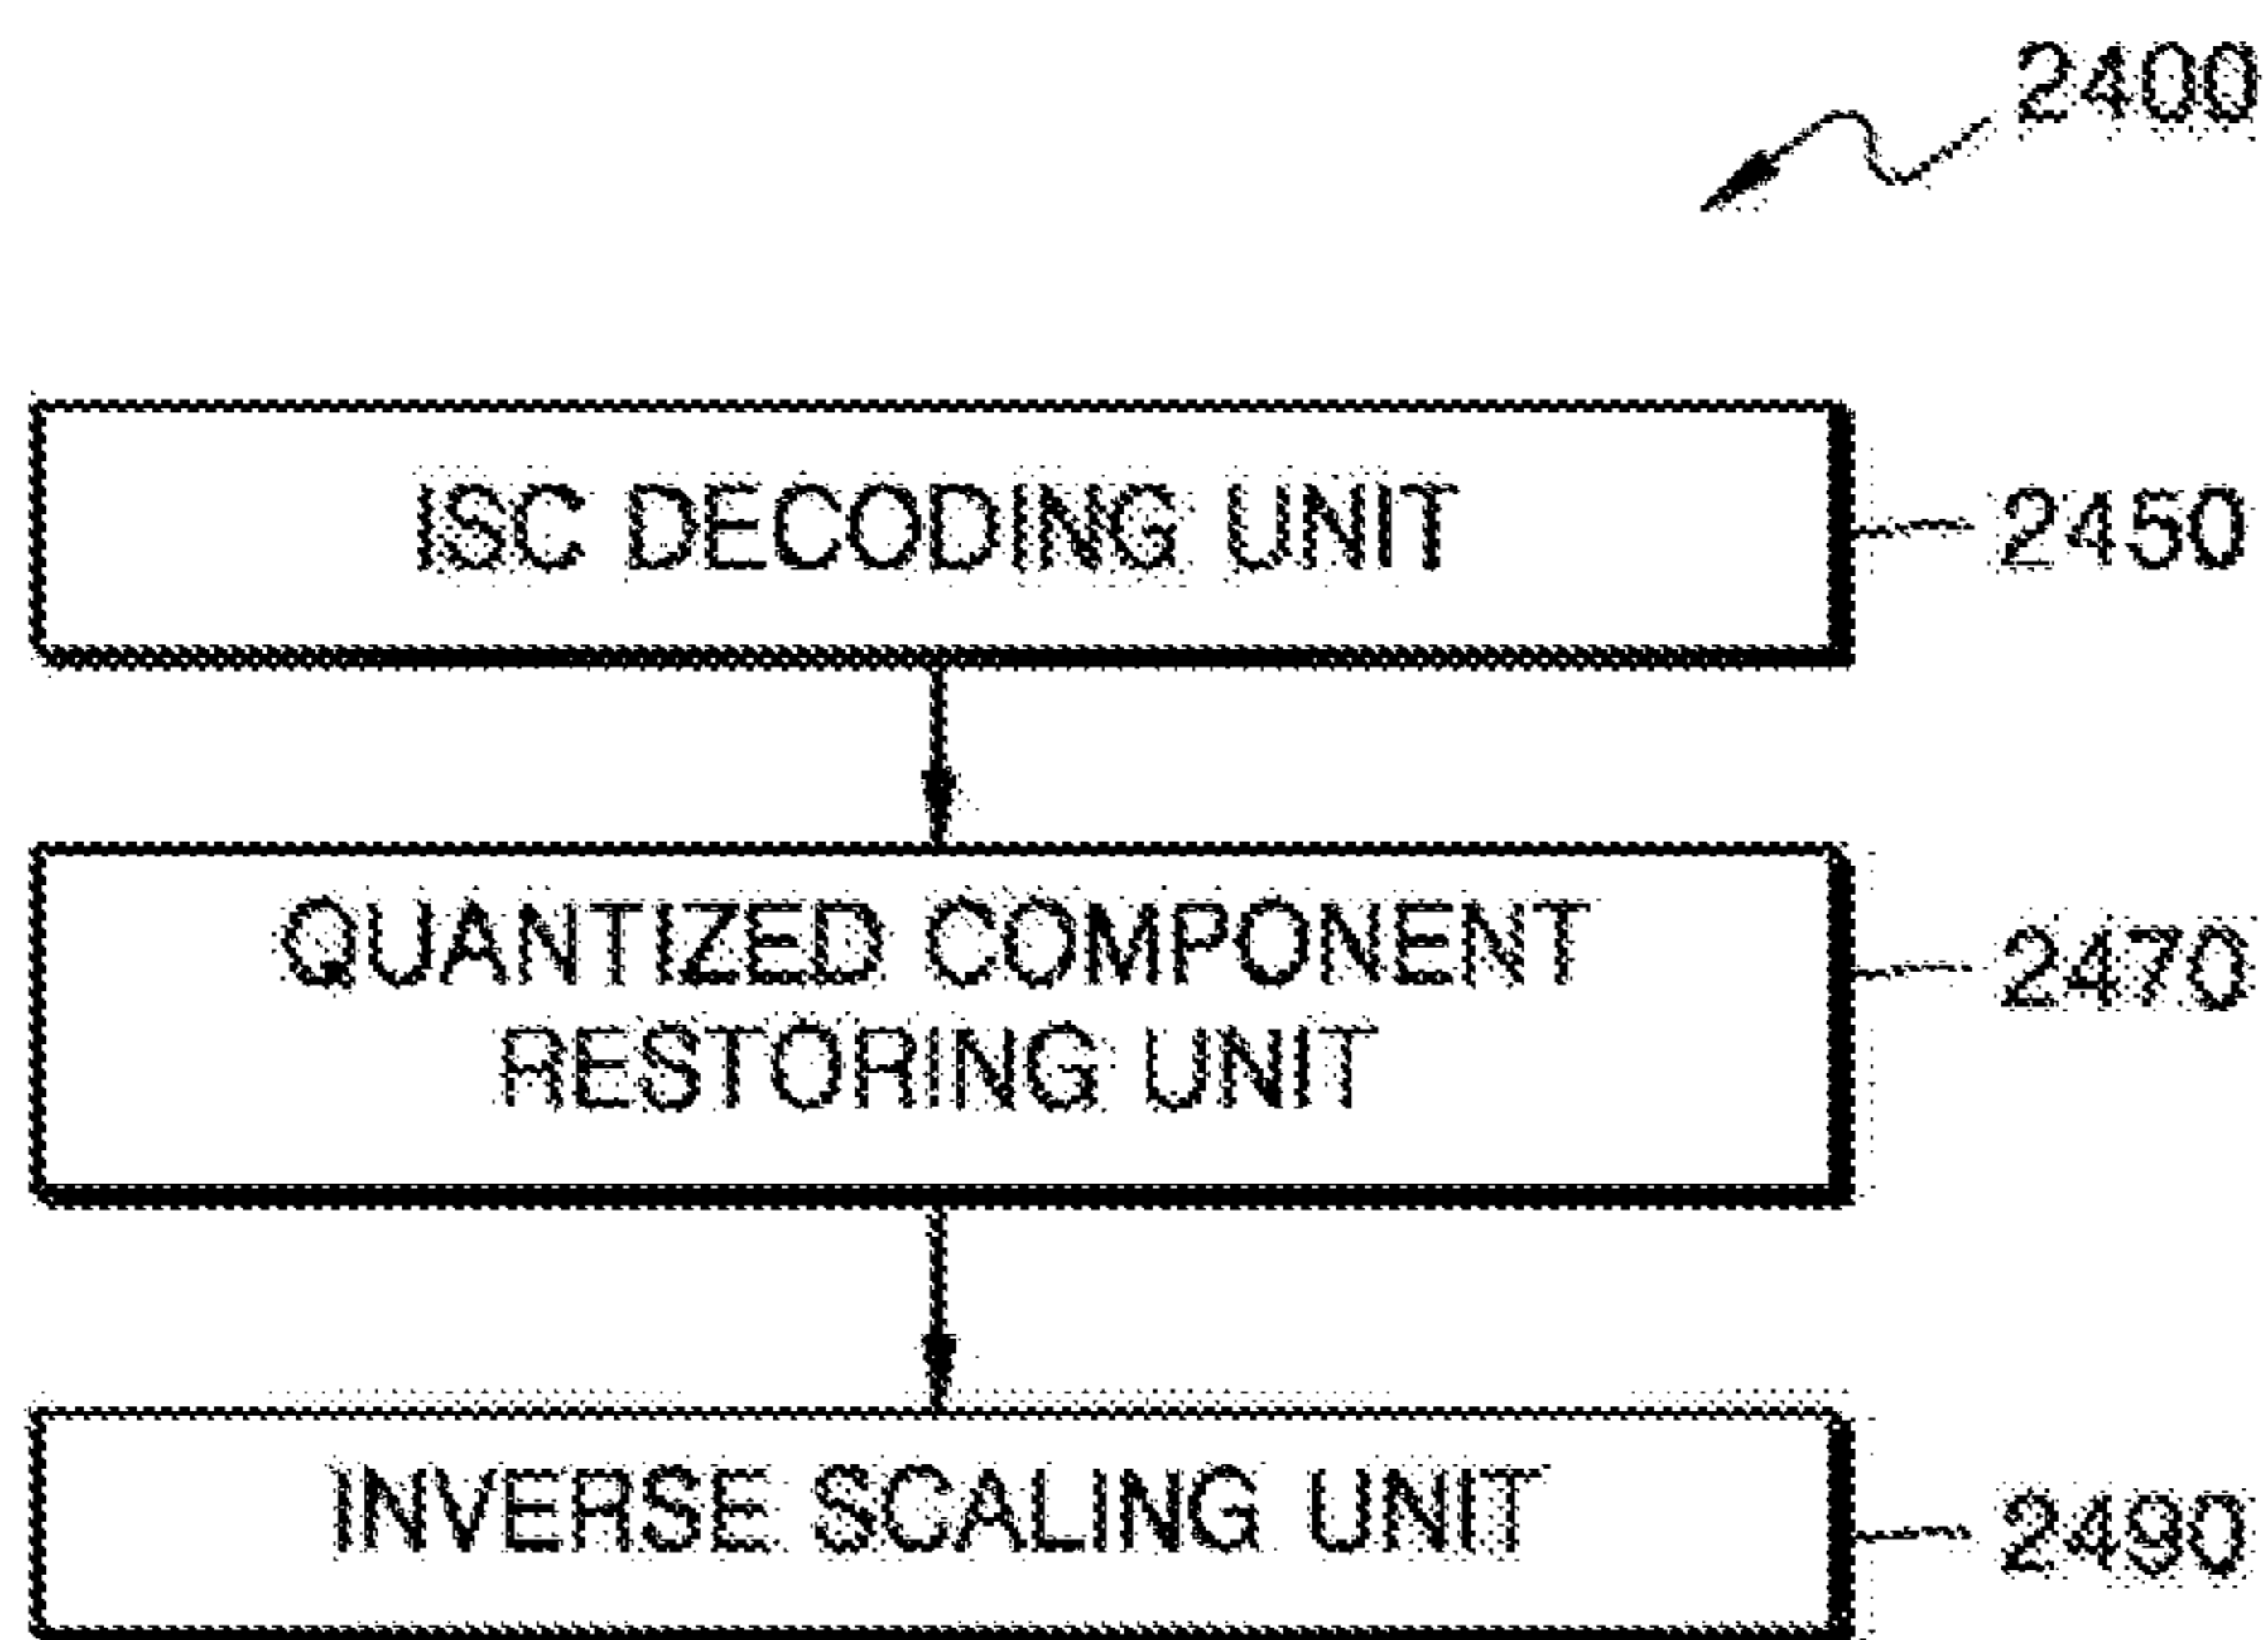 2400
ISC DECODING UNIT
2450
QUANTIZED COMPONENT
RESTORING UNIT
2470
INVERSE SCALING UNIT
2490